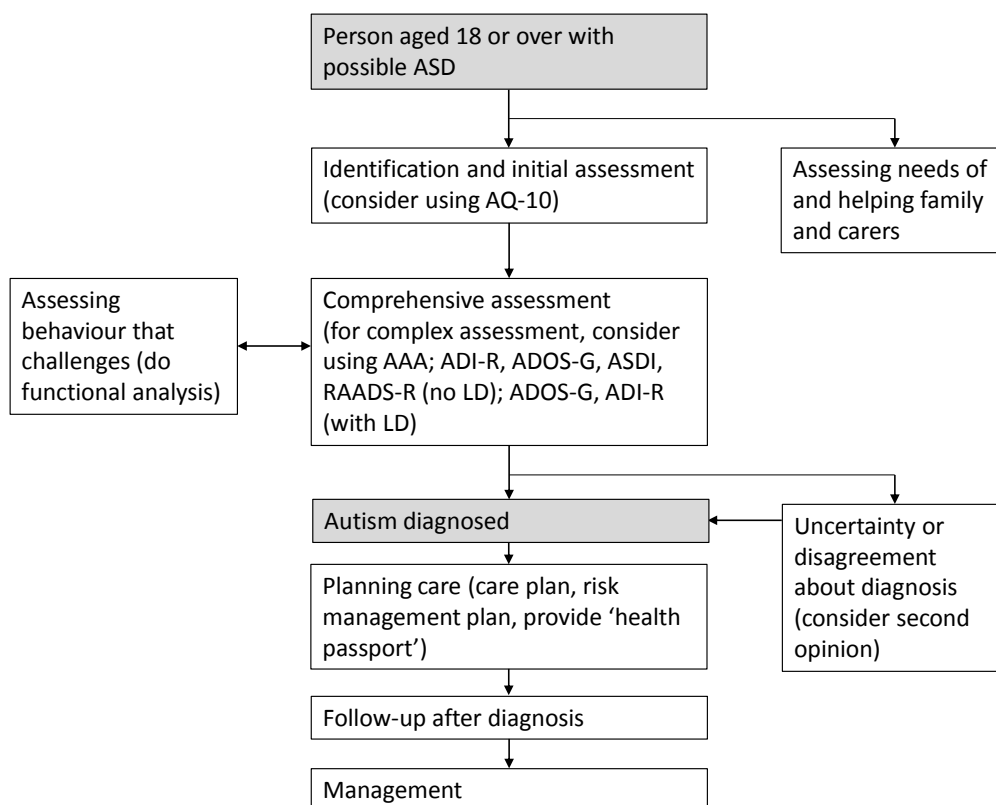 Person aged 18 or over with
possible ASD
Identification and initial assessment
(consider using AQ-10)
Assessing needs of
and helping family
and carers
Assessing
behaviour that
challenges (do
functional analysis)
Comprehensive assessment
(for complex assessment, consider
using AAA; ADI-R, ADOS-G, ASDI,
RAADS-R (no LD); ADOS-G, ADI-R
(with LD)
Autism diagnosed
Uncertainty or
disagreement
about diagnosis
(consider second
opinion)
Planning care (care plan, risk
management plan, provide ‘health
passport’)
Follow-up after diagnosis
Management